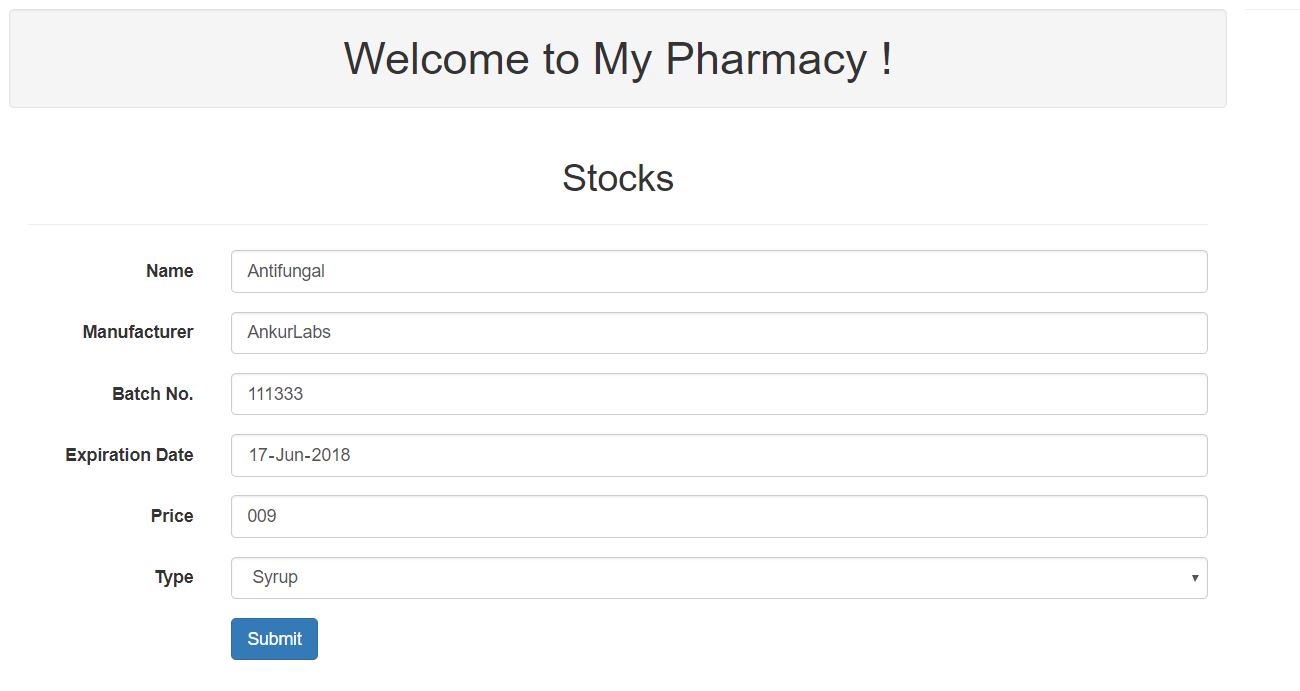 Welcome to My Pharmacy !
Stocks
Name Antifungal
Manufacturer AnkurLabs
Batch No. 111333
Expiration Date 17-Jun-2018
Price 009
Type Syrup
Submit